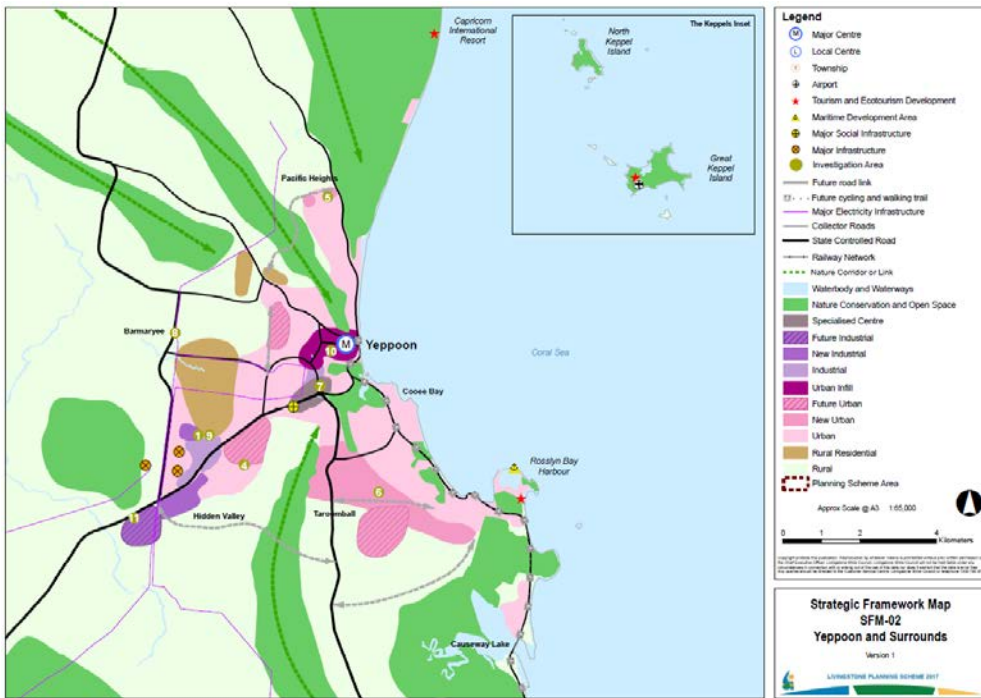 Capricorn
International
Resort
The Keppels Inset
North
Keppel
Island
Great
Keppel
Island
Pacific Heights
5
Barmaryee
8
10
M
Yeppoon
Coral Sea
7
Cooee Bay
1
9
4
Rosslyn Bay
Harbour
6
Hidden Valley
Taroomball
Causeway Lake
Legend
M
Major Centre
L
Local Centre
Township
Airport
Tourism and Ecotourism Development
Maritime Development Area
Major Social Infrastructure
Major Infrastructure
Investigation Area
Future road link
Future cycling and walking trail
Major Electricity Infrastructure
Collector Roads
State Controlled Road
Railway Network
Nature Corridor or Link
Waterbody and Waterways
Nature Conservation and Open Space
Specialised Centre
Future Industrial
New Industrial
Industrial
Urban Infill
Future Urban
New Urban
Urban
Rural Residential
Rural
Planning Scheme Area
Approx Scale @ A3 1:65,000
0 1 2 4
Kilometers
Strategic Framework Map
SFM-02
Yeppoon and Surrounds
Version 1
LIVINGSTONE PLANNING SCHEME 2017